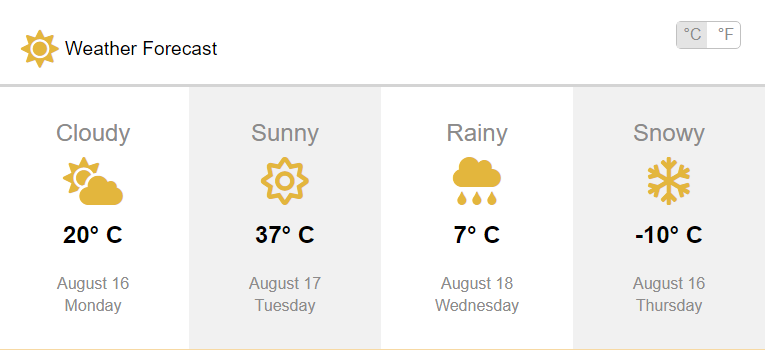 Weather Forecast
°C °F
Cloudy
20° C
August 16
Monday
Sunny
37° C
August 17
Tuesday
Rainy
7° C
August 18
Wednesday
Snowy
-10° C
August 16
Thursday